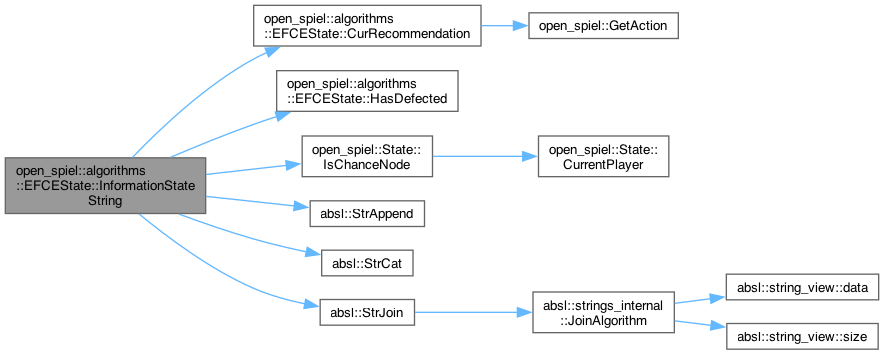 open_spiel::algorithms
::EFCEState::InformationState
String
open_spiel::algorithms
::EFCEState::CurRecommendation
open_spiel::GetAction
open_spiel::algorithms
::EFCEState::HasDefected
open_spiel::State::
IsChanceNode
open_spiel::State::
CurrentPlayer
absl::StrAppend
absl::StrCat
absl::StrJoin
absl::strings_internal
::JoinAlgorithm
absl::string_view::data
absl::string_view::size